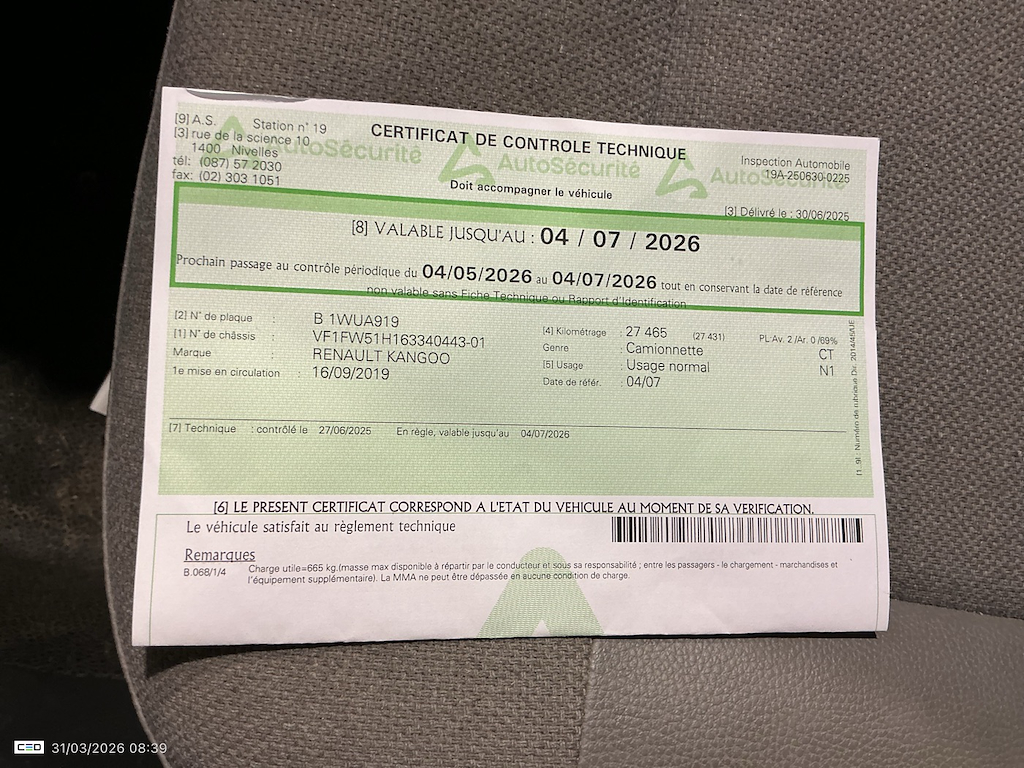 [9] A.S. Station n° 19
[3] rue de la science 10
1400 Nivelles
tél: (087) 57 2030
fax: (02) 303 1051
CERTIFICAT DE CONTROLE TECHNIQUE
AutoSécurité AutoSécurité AutoSécurité
Doit accompagner le véhicule
Inspection Automobile
19A-250630-0225
[3] Délivré le : 30/06/2025
[8] VALABLE JUSQU'AU : 04 / 07 / 2026
Prochain passage au contrôle périodique du 04/05/2026 au 04/07/2026 tout en conservant la date de référence
non valable sans Fiche Technique ou Rapport d'Identification
[2] N° de plaque : B 1WUA919
[1] N° de châssis : VF1FW51H163340443-01
Marque : RENAULT KANGOO
1e mise en circulation : 16/09/2019
[4] Kilométrage : 27 465 (27 431) PL:Av. 2 /Ar. 0 /69%
Genre : Camionnette CT
[5] Usage : Usage normal N1
Date de référ. : 04/07
[1..9]: Numéro de rubrique Dir. 2014/45/UE
[7] Technique : contrôlé le 27/06/2025 En règle, valable jusqu'au 04/07/2026
[6] LE PRESENT CERTIFICAT CORRESPOND A L'ETAT DU VEHICULE AU MOMENT DE SA VERIFICATION.
Le véhicule satisfait au règlement technique
Remarques
B.068/1/4 Charge utile=665 kg.(masse max disponible à répartir par le conducteur et sous sa responsabilité ; entre les passagers - le chargement - marchandises et
l'équipement supplémentaire). La MMA ne peut être dépassée en aucune condition de charge.
CEO 31/03/2026 08:39